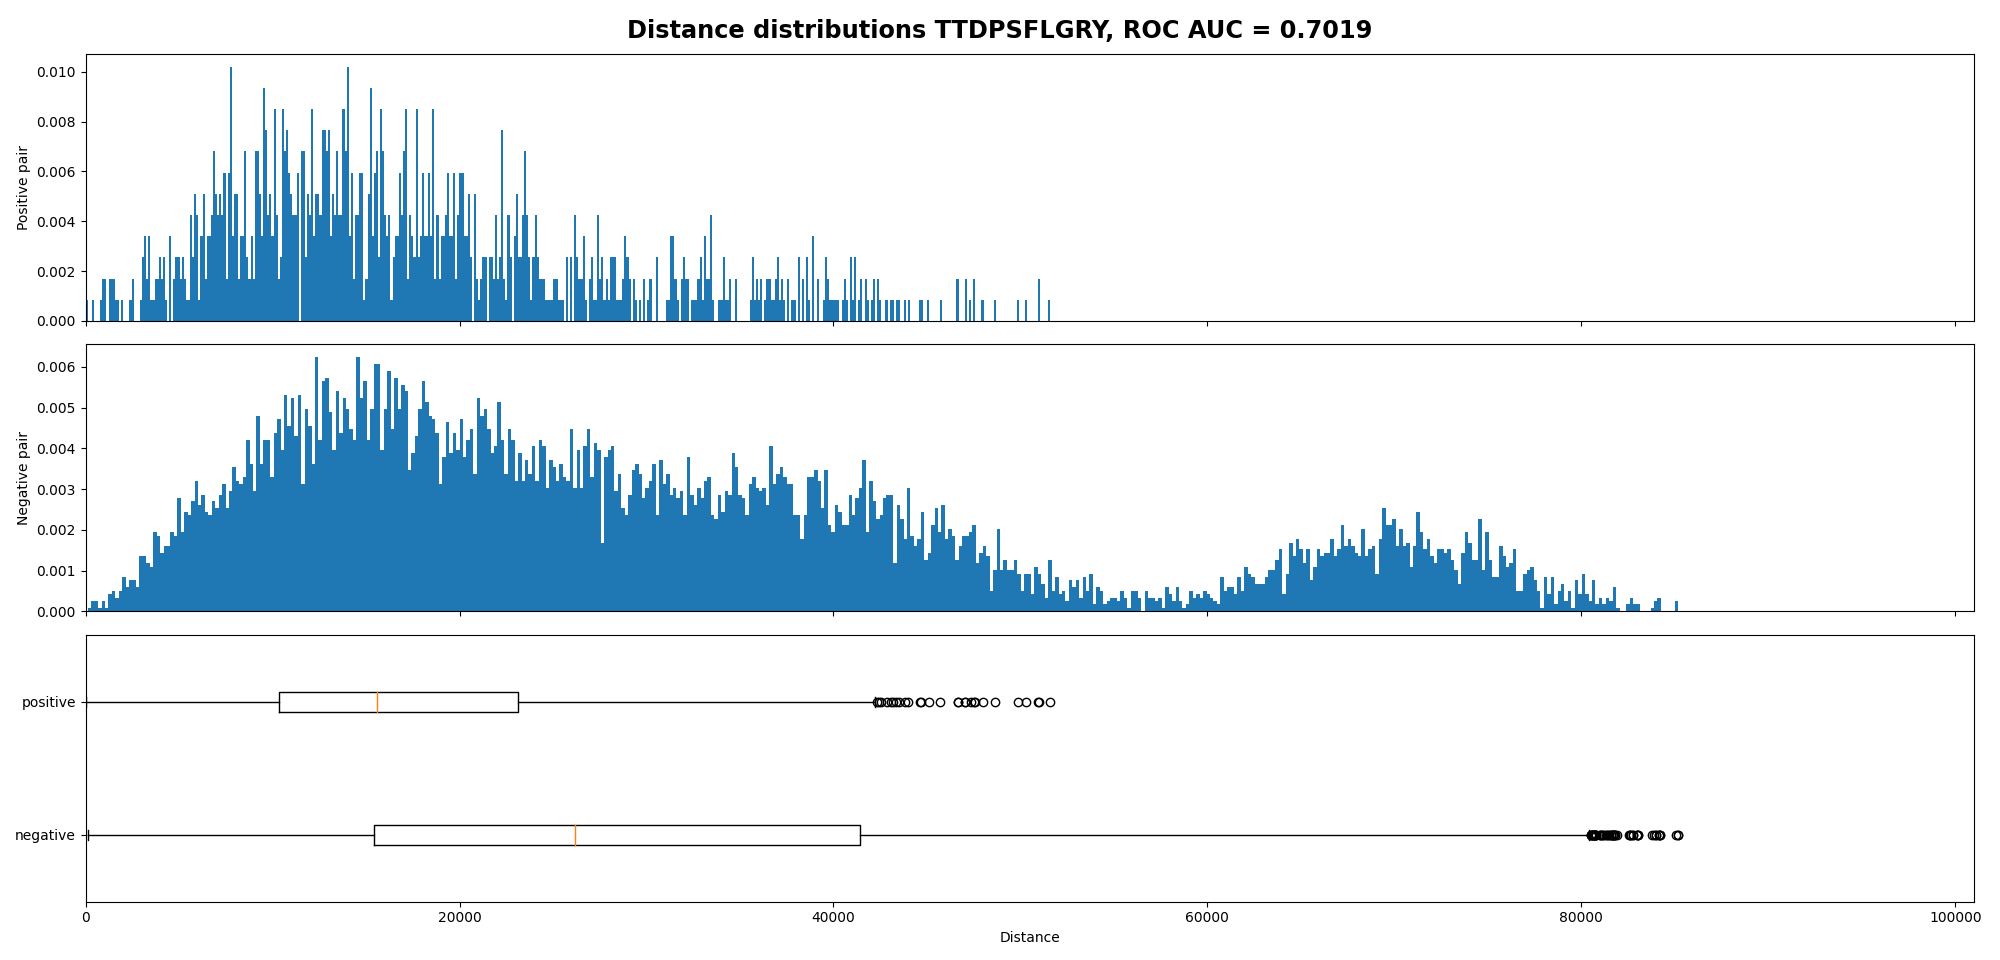 Distance distributions TTDPSFLGRY, ROC AUC = 0.7019
0.010
0.008
0.006
0.004
0.002
0.000
Positive pair
0.006
0.005
0.004
0.003
0.002
0.001
0.000
Negative pair
positive
negative
0 20000 40000 60000 80000 100000
Distance